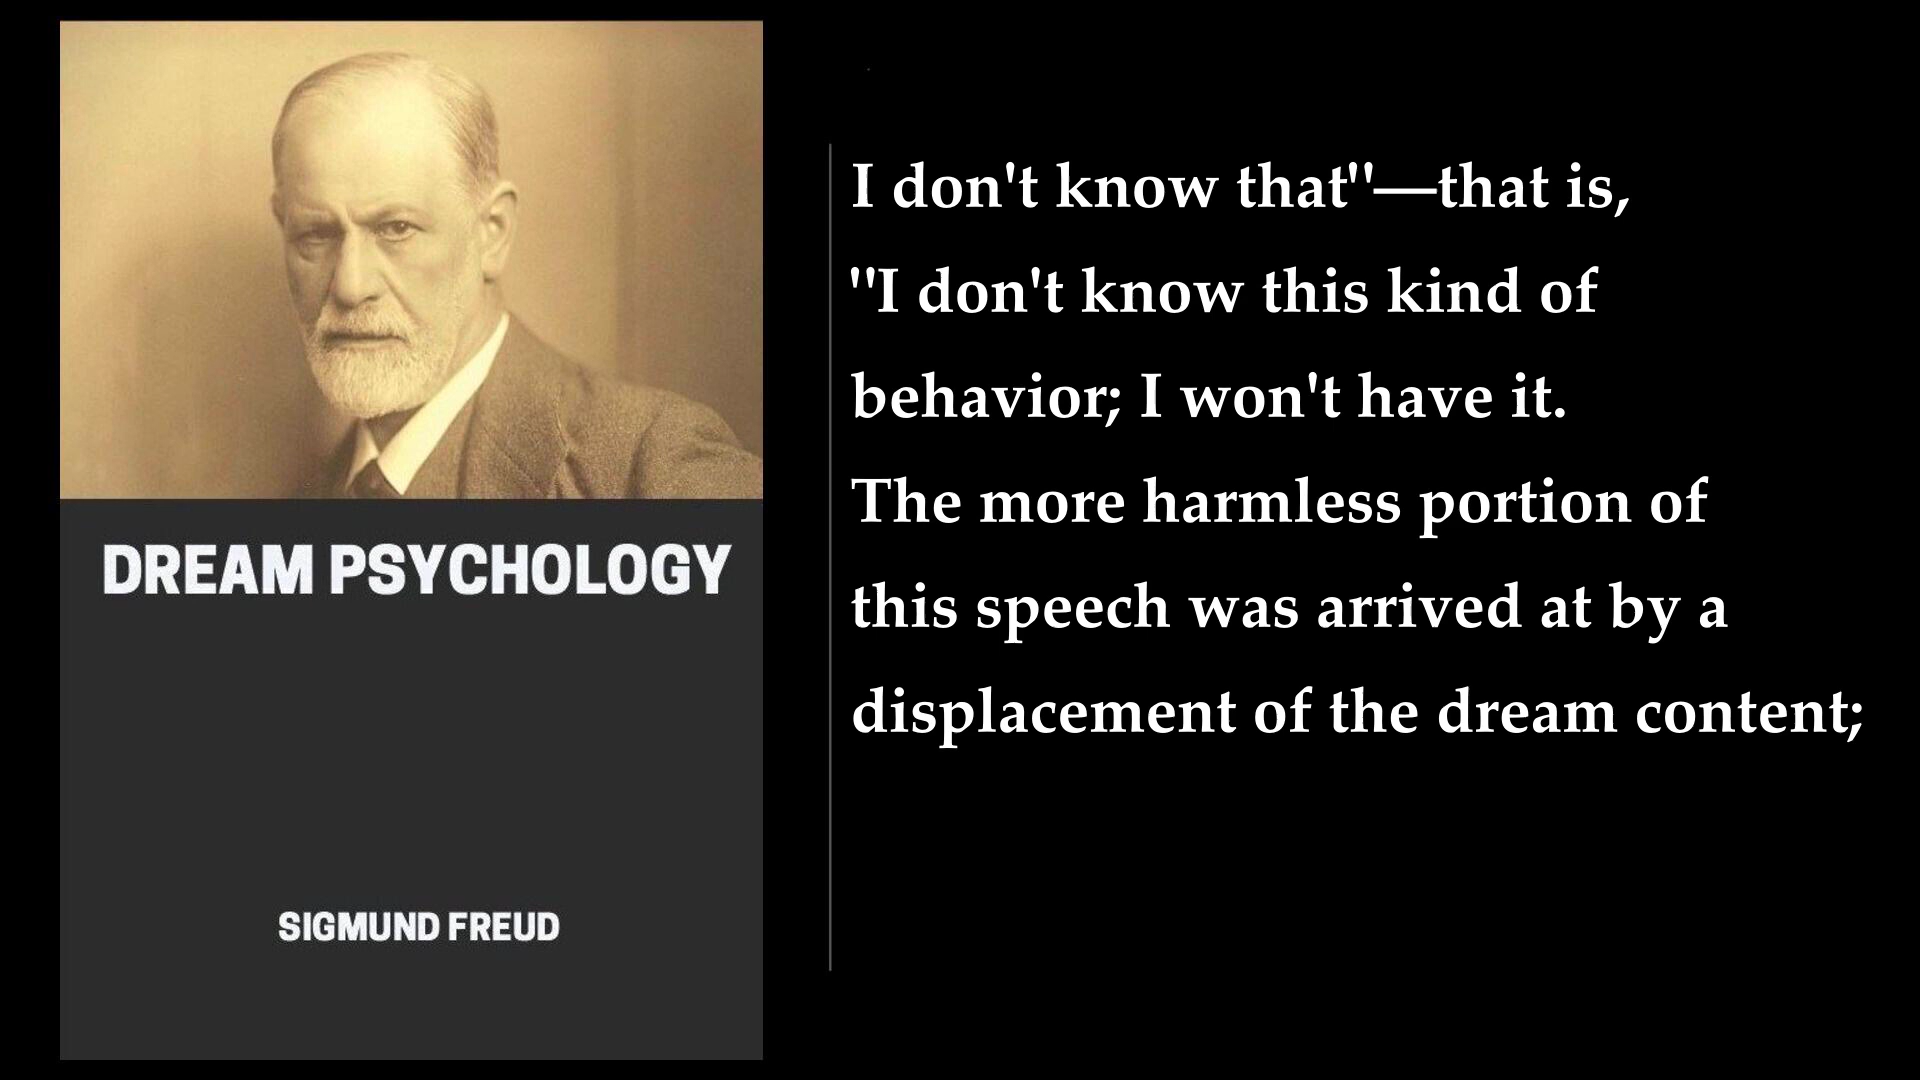 DREAM PSYCHOLOGY
SIGMUND FREUD
I don't know that"—that is,
"I don't know this kind of
behavior; I won't have it.
The more harmless portion of
this speech was arrived at by a
displacement of the dream content;